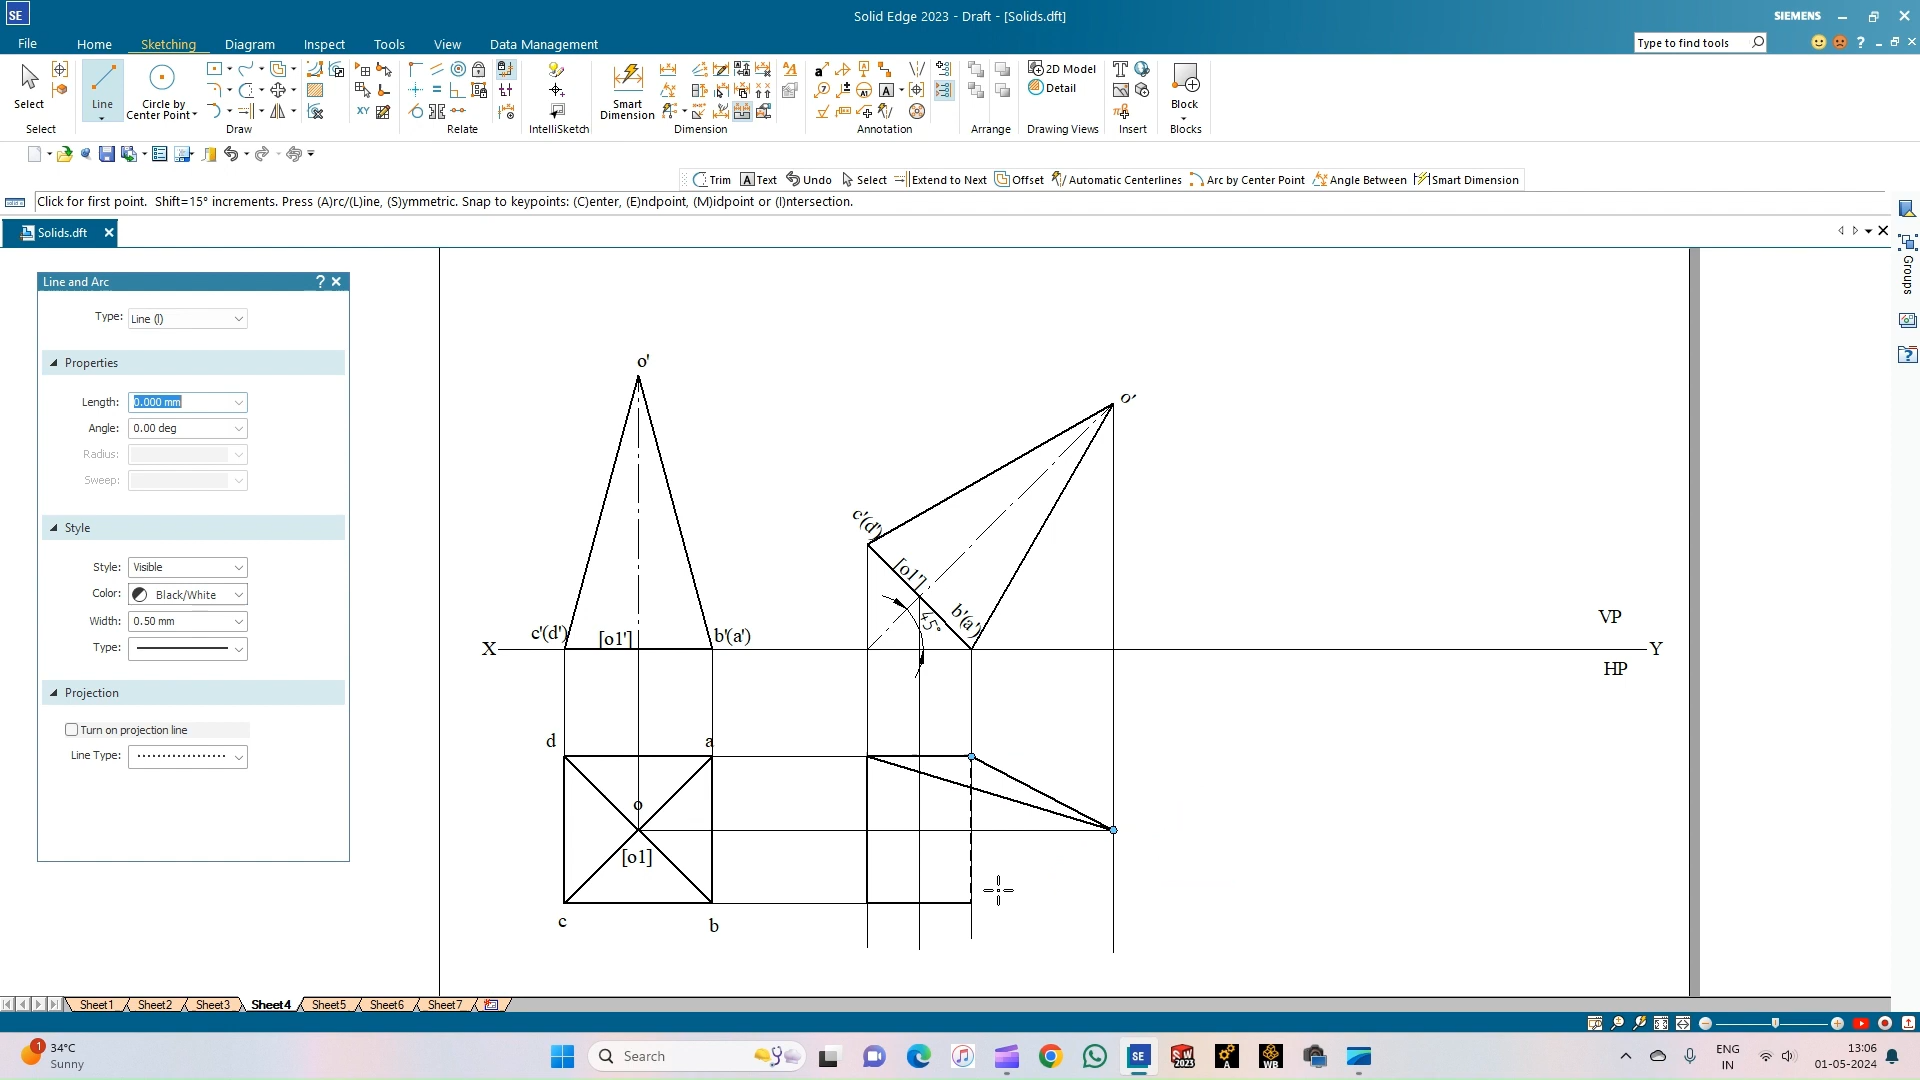 SE
Solid Edge 2023 - Draft - [Solids.dft]
SIEMENS
File
Home
Sketching
Diagram
Inspect
Tools
View
Data Management
Type to find tools
Select
Line
Circle by
Center Point
Smart
Dimension
A
2D Model
Detail
Block
Select
Draw
Relate
IntelliSketch
Dimension
Annotation
Arrange
Drawing Views
Insert
Blocks
Trim
Text
Undo
Select
Extend to Next
Offset
Automatic Centerlines
Arc by Center Point
Angle Between
Smart Dimension
Click for first point. Shift=15° increments. Press (A)rc/(L)ine, (S)ymmetric. Snap to keypoints: (C)enter, (E)ndpoint, (M)idpoint or (I)ntersection.
Solids.dft
Groups
Line and Arc
Type: Line (l)
Properties
Length: 0.000 mm
Angle: 0.00 deg
Radius:
Sweep:
Style
Style: Visible
Color: Black/White
Width: 0.50 mm
Type:
Projection
Turn on projection line
Line Type:
o'
o'
c'(d')
[o1']
b'(a')
45°
c'(d')
[o1']
b'(a')
X
Y
VP
HP
d
a
o
[o1]
c
b
Sheet1
Sheet2
Sheet3
Sheet4
Sheet5
Sheet6
Sheet7
1
34°C
Sunny
Search
SE
SW
2023
A
WB
ENG
IN
13:06
01-05-2024